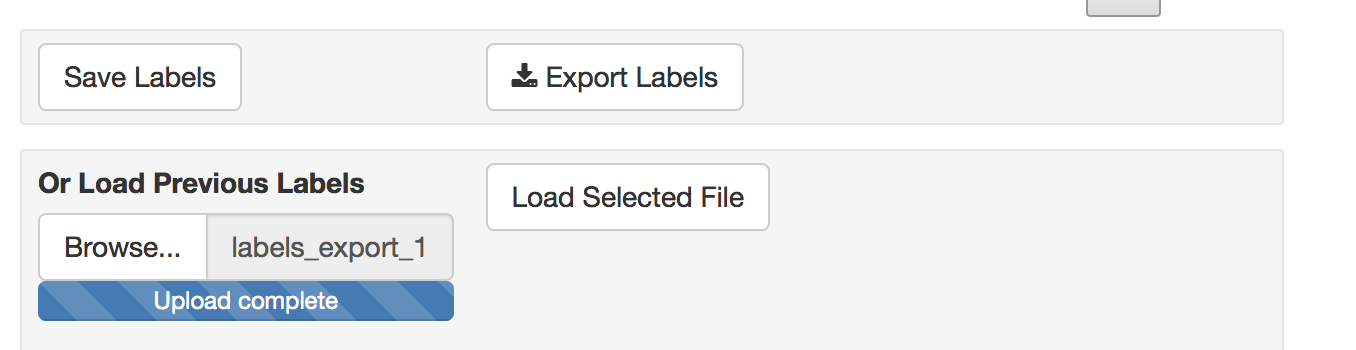 Save Labels
Export Labels
Or Load Previous Labels
Load Selected File
Browse...
labels_export_1
Upload complete